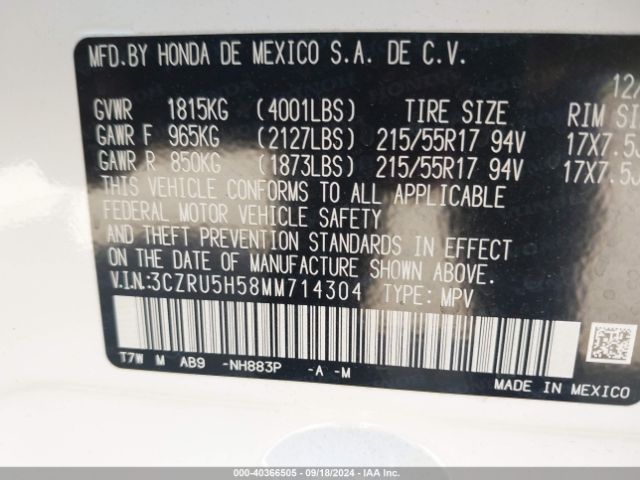 MFD.BY HONDA DE MEXICO S.A. DE C.V.
12/
GVWR 1815KG (4001LBS) TIRE SIZE RIM SI
GAWR F 965KG (2127LBS) 215/55R17 94V 17X7.5J
GAWR R 850KG (1873LBS) 215/55R17 94V 17X7.5J
THIS VEHICLE CONFORMS TO ALL APPLICABLE
FEDERAL MOTOR VEHICLE SAFETY
AND THEFT PREVENTION STANDARDS IN EFFECT
ON THE DATE OF MANUFACTURE SHOWN ABOVE.
V.I.N.:3CZRU5H58MM714304 TYPE: MPV
T7W M AB9 -NH883P -A -M
MADE IN MEXICO
000-40366505 - 09/18/2024 - IAA Inc.